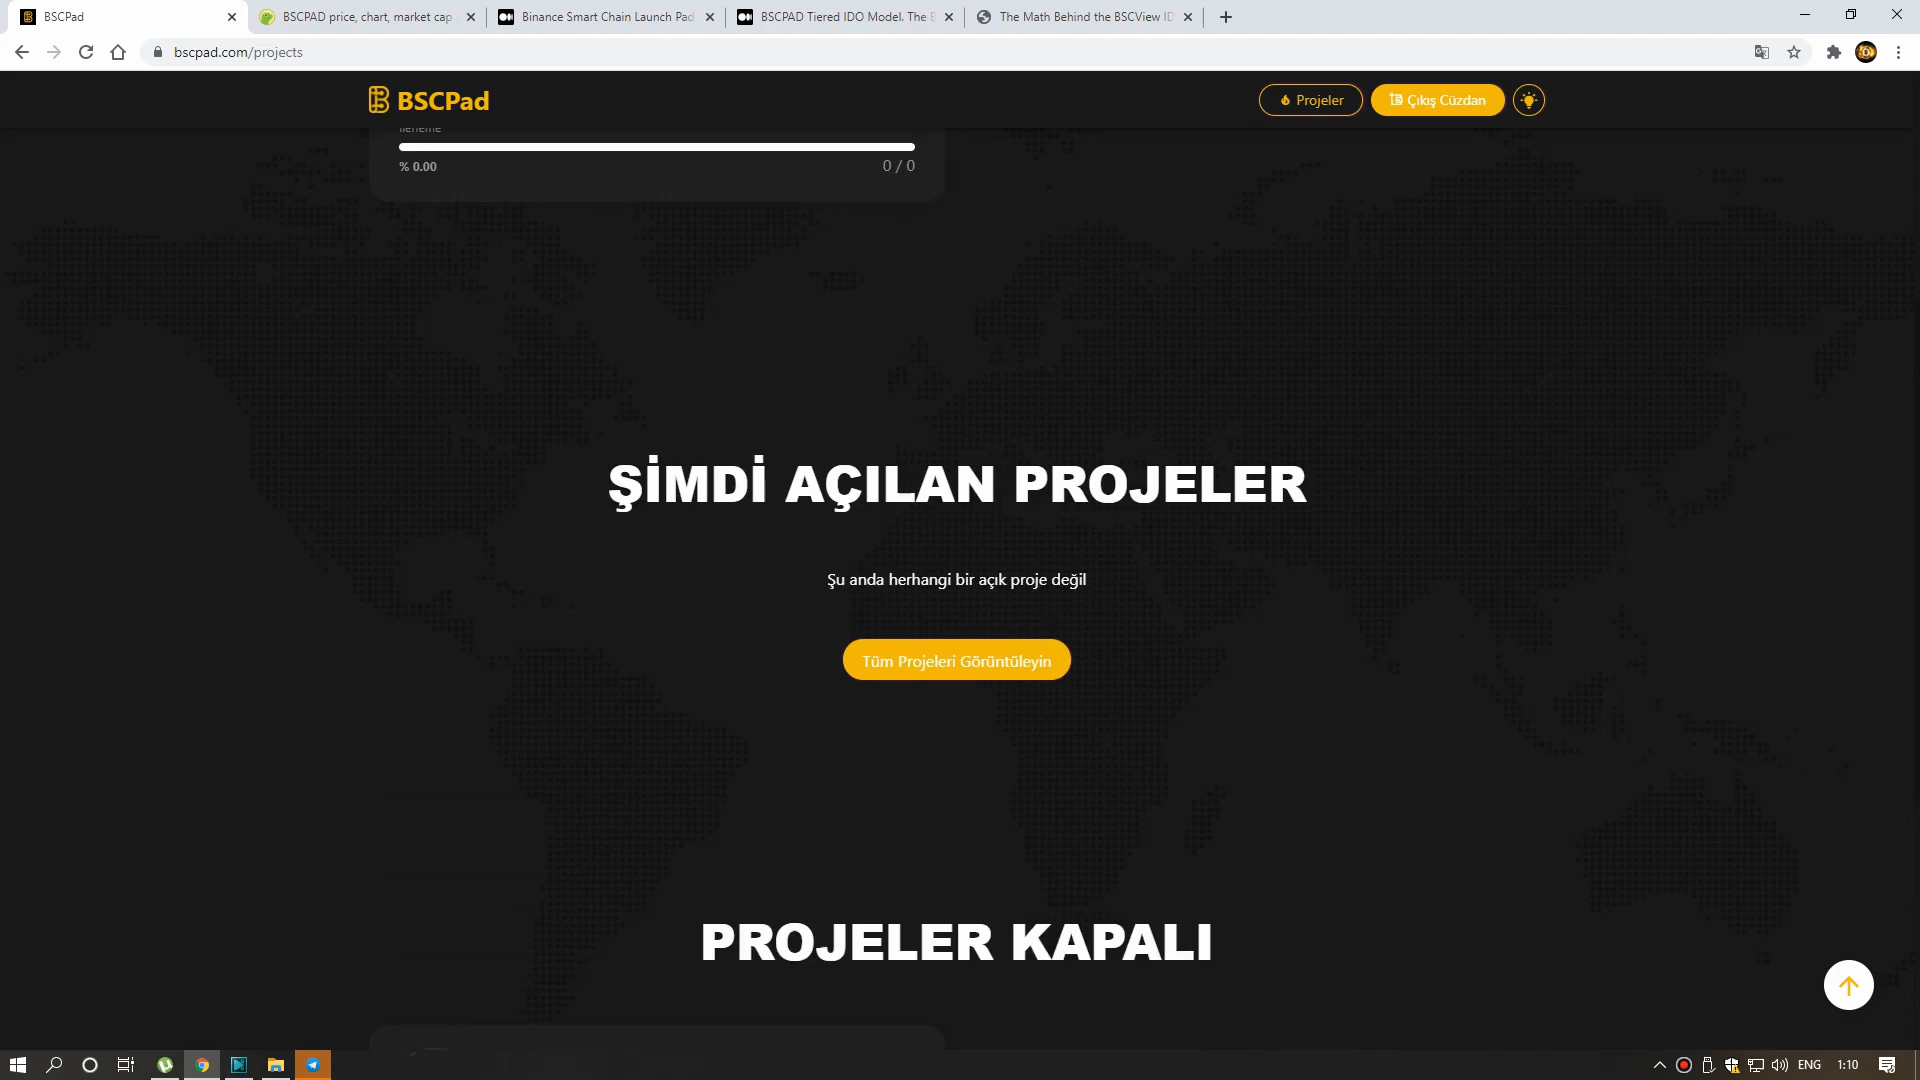 BSCPad
BSCPAD price, chart, market cap
Binance Smart Chain Launch Pad
BSCPAD Tiered IDO Model. The B
The Math Behind the BSCView ID
bscpad.com/projects
BSCPad
Projeler
Çıkış Cüzdan
% 0.00
0 / 0
ŞİMDİ AÇILAN PROJELER
Şu anda herhangi bir açık proje değil
Tüm Projeleri Görüntüleyin
PROJELER KAPALI
ENG
1:10